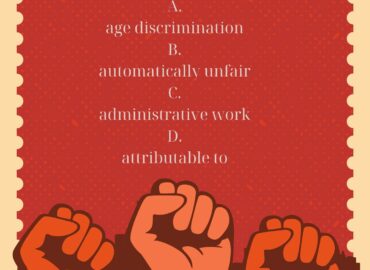 A.
age discrimination
B.
automatically unfair
C.
administrative work
D.
attributable to